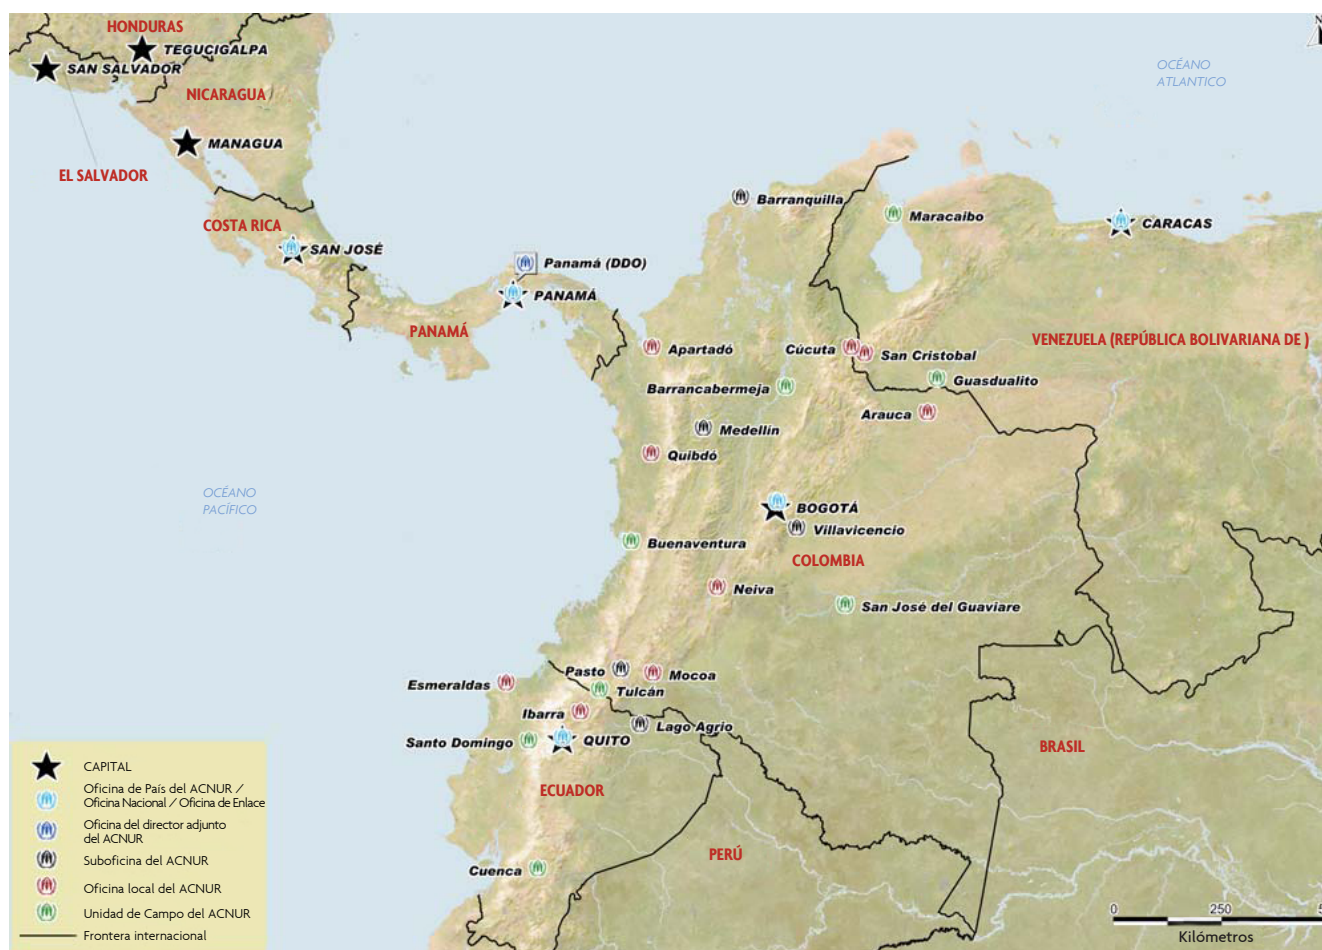 HONDURAS
TEGUCIGALPA
SAN SALVADOR
NICARAGUA
MANAGUA
EL SALVADOR
COSTA RICA
SAN JOSÉ
Panamá (DDO)
PANAMÁ
PANAMÁ
OCÉANO
ATLANTICO
N
Barranquilla
Maracaibo
CARACAS
VENEZUELA (REPÚBLICA BOLIVARIANA DE )
Apartadó
Cúcuta
San Cristobal
Barrancabermeja
Guasdualito
Arauca
Medellín
Quibdó
OCÉANO
PACÍFICO
BOGOTÁ
Villavicencio
Buenaventura
COLOMBIA
Neiva
San José del Guaviare
Pasto
Mocoa
Esmeraldas
Tulcán
Ibarra
Lago Agrio
Santo Domingo
QUITO
BRASIL
ECUADOR
PERÚ
Cuenca
CAPITAL
Oficina de País del ACNUR /
Oficina Nacional / Oficina de Enlace
Oficina del director adjunto
del ACNUR
Suboficina del ACNUR
Oficina local del ACNUR
Unidad de Campo del ACNUR
Frontera internacional
0 250
Kilómetros